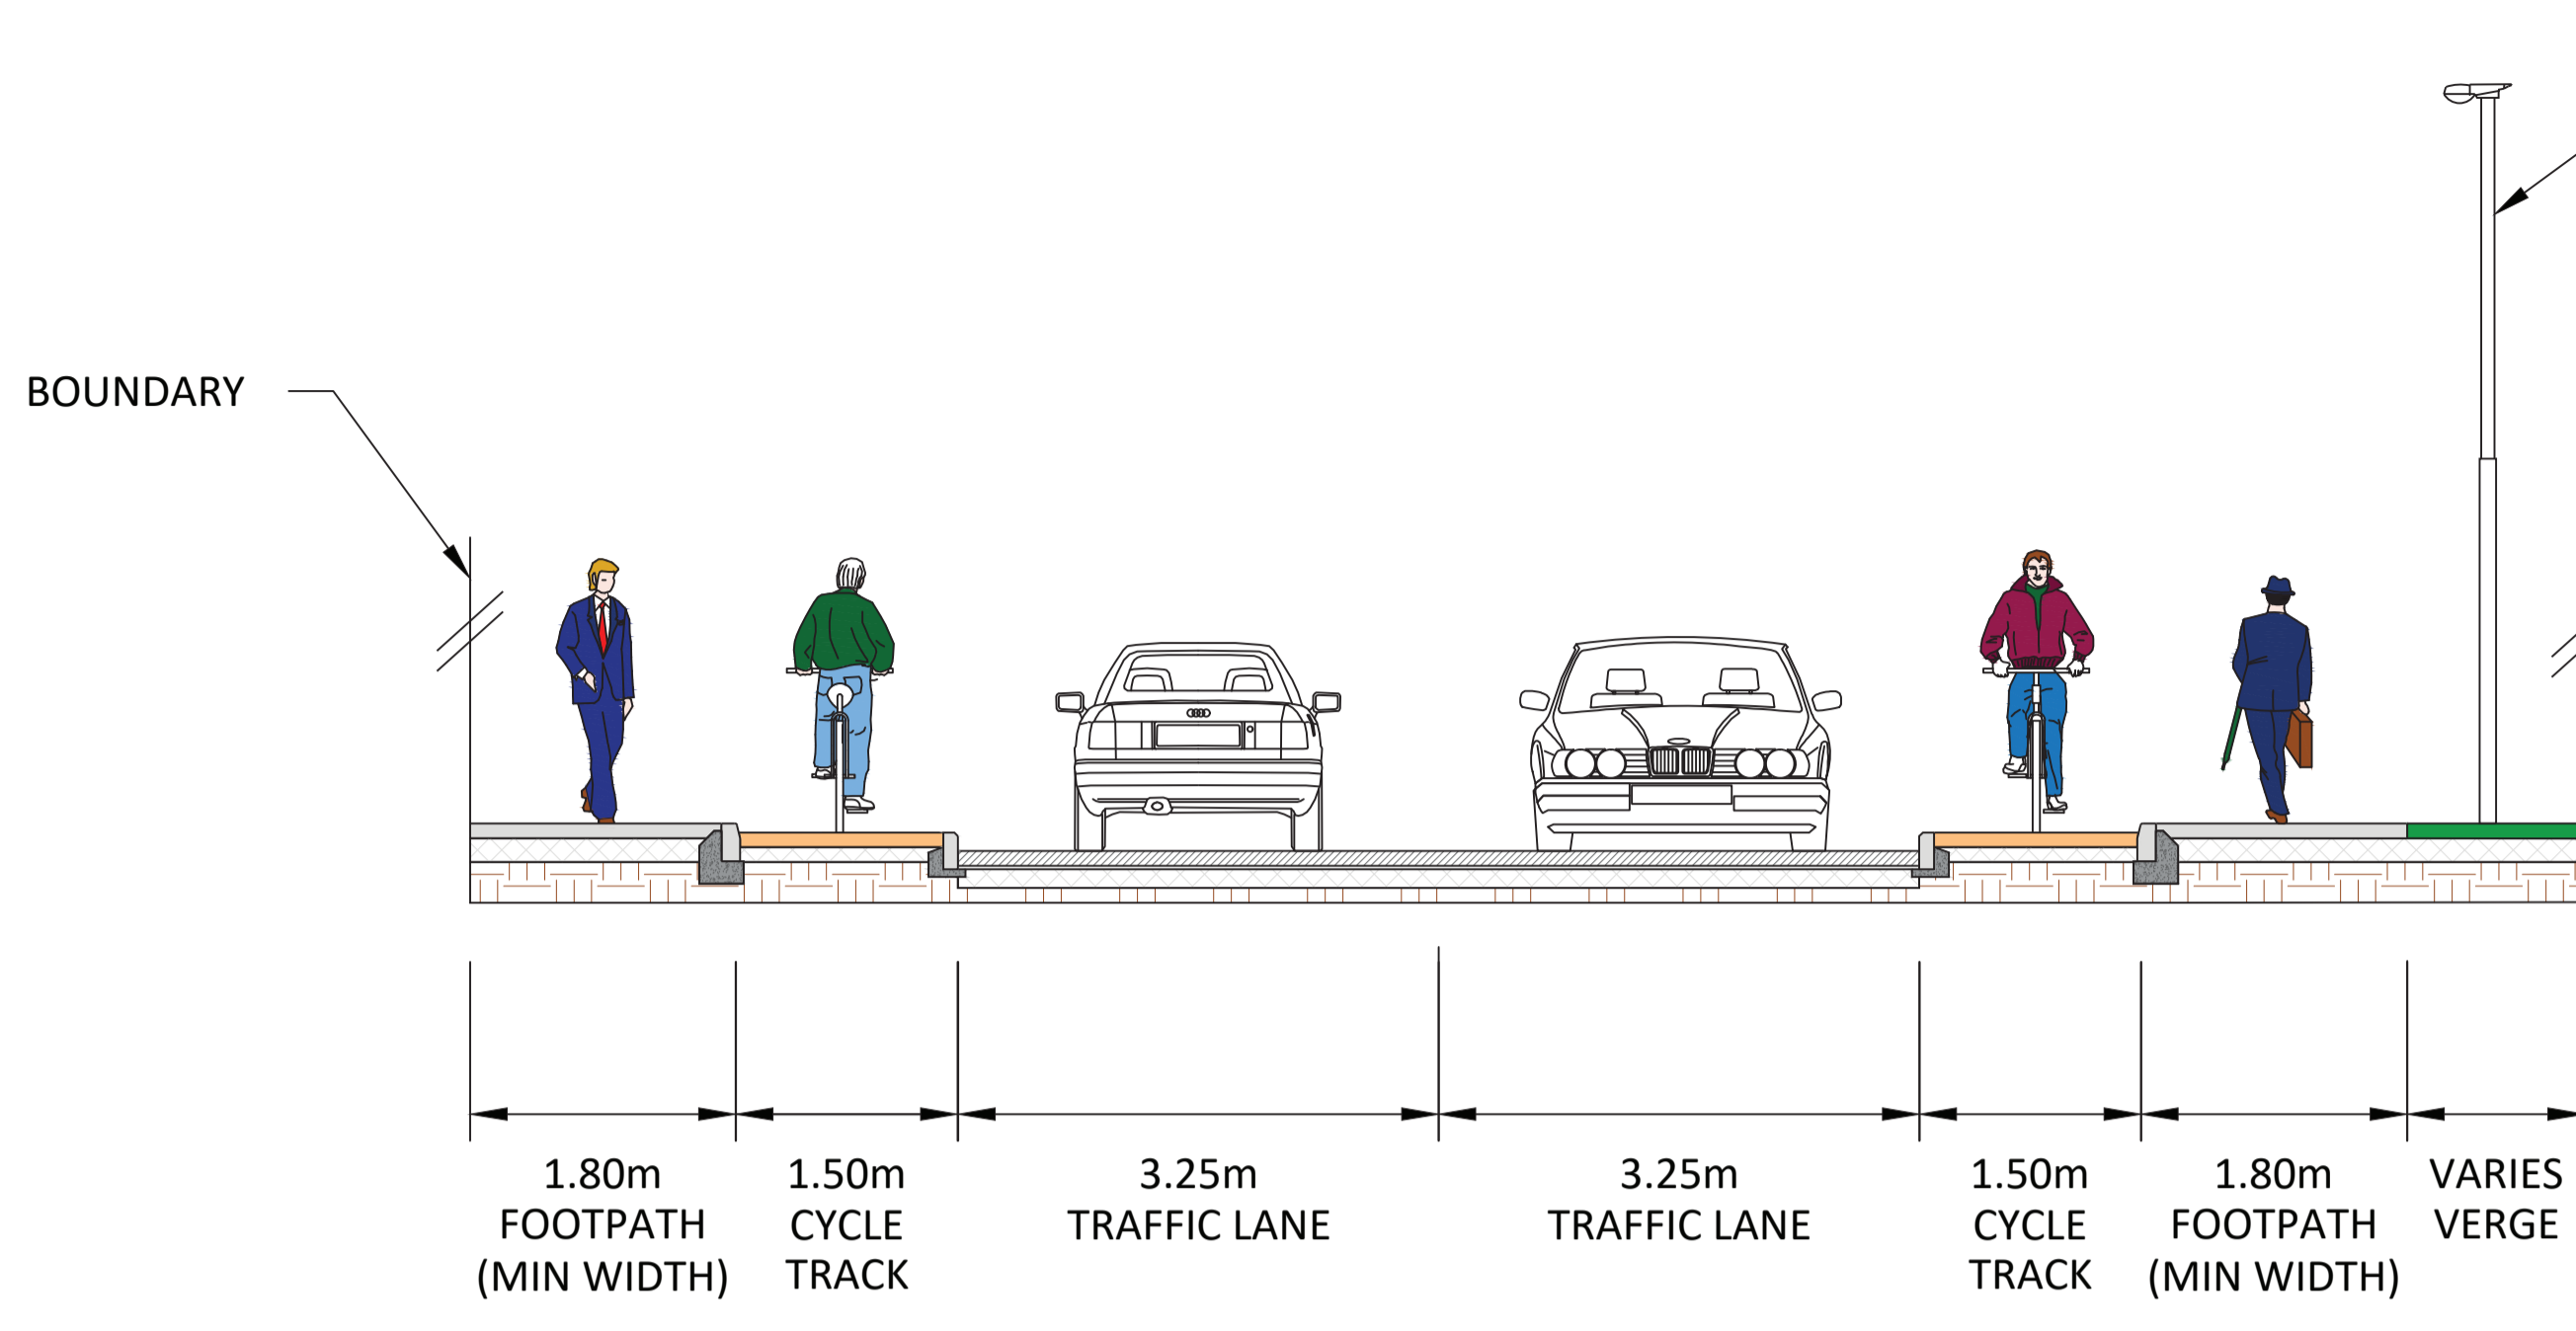 BOUNDARY
1.80m
FOOTPATH
(MIN WIDTH)
1.50m
CYCLE
TRACK
3.25m
TRAFFIC LANE
3.25m
TRAFFIC LANE
1.50m
CYCLE
TRACK
1.80m
FOOTPATH
(MIN WIDTH)
VARIES
VERGE